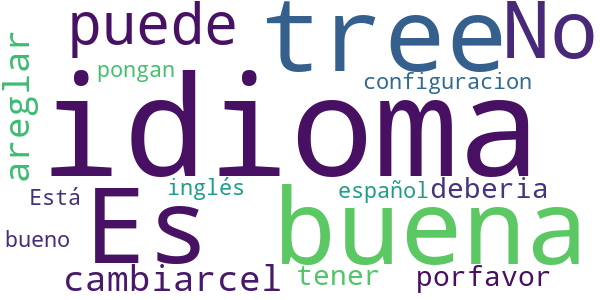 puede
tree
No
areglar
pongan
configuracion
idioma
Está
inglés
español
deberia
bueno
Es
buena
cambiarcel
tener
porfavor